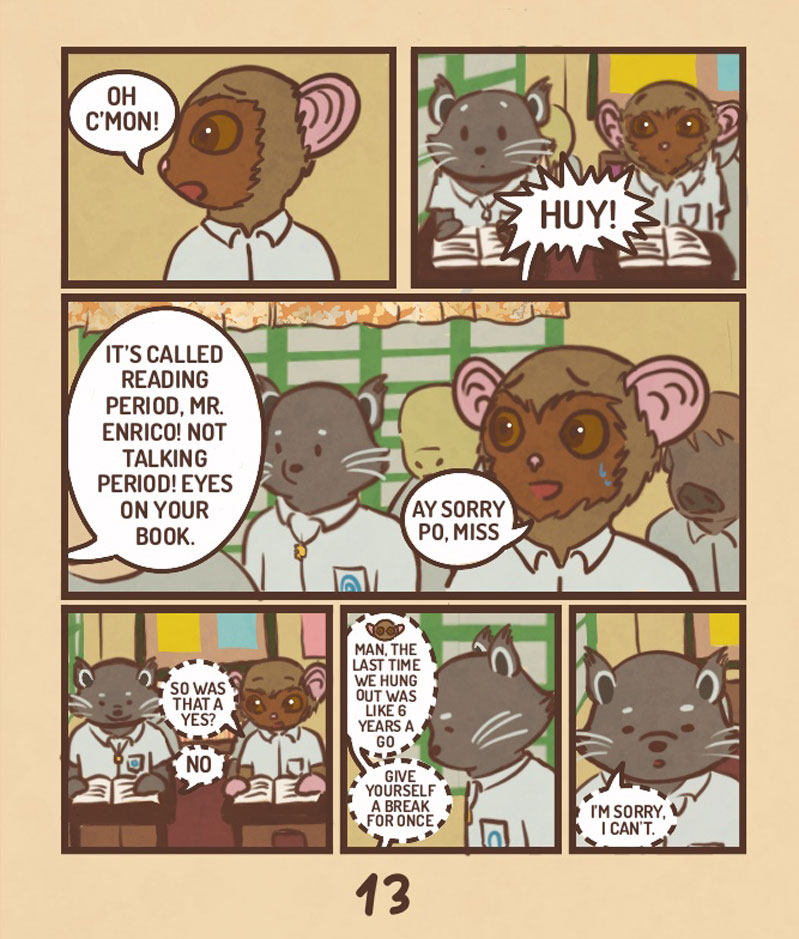 OH
C'MON!
HUY!
IT'S CALLED
READING
PERIOD, MR.
ENRICO! NOT
TALKING
PERIOD! EYES
ON YOUR
BOOK.
AY SORRY
PO, MISS
SO WAS
THAT A
YES?
NO
MAN, THE
LAST TIME
WE HUNG
OUT WAS
LIKE 6
YEARS A
GO
GIVE
YOURSELF
A BREAK
FOR ONCE
I'M SORRY,
I CAN'T.
13